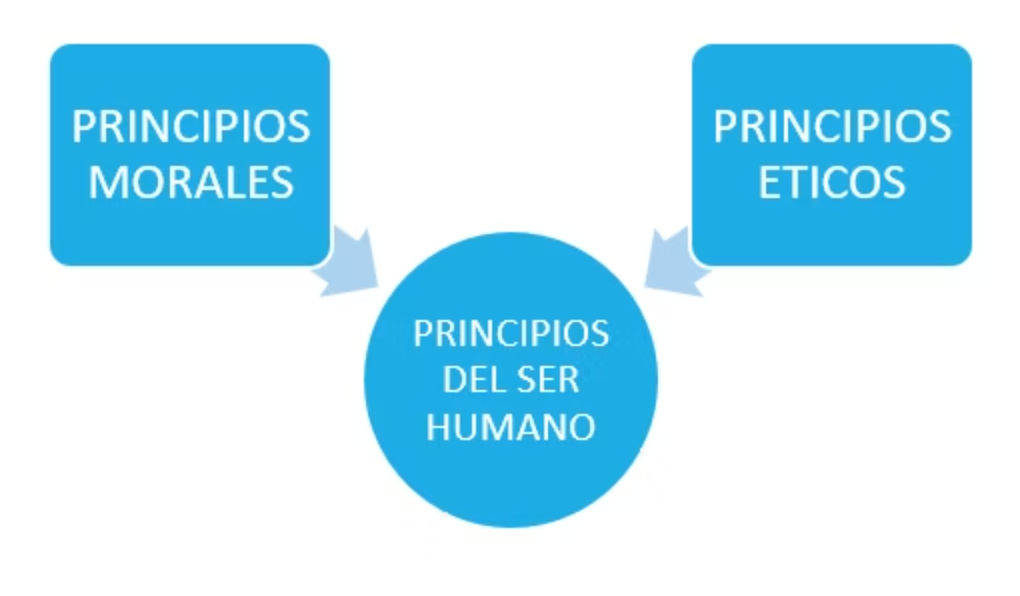 PRINCIPIOS
MORALES
PRINCIPIOS
ETICOS
PRINCIPIOS
DEL SER
HUMANO